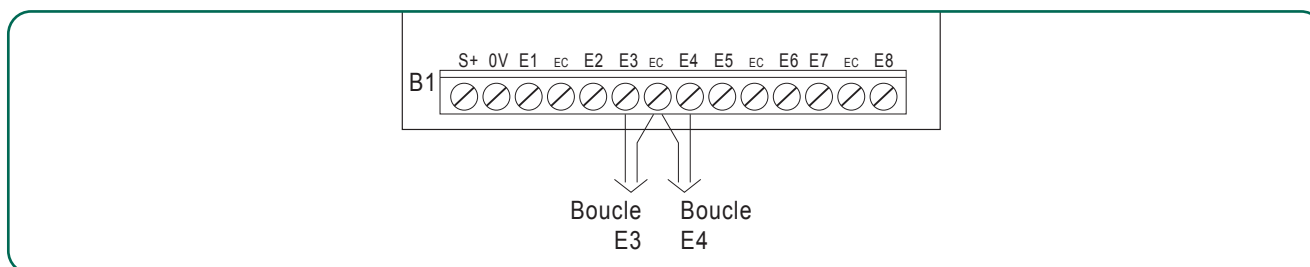 S+ 0V E1 EC E2 E3 EC E4 E5 EC E6 E7 EC E8
B1
Boucle Boucle
E3 E4